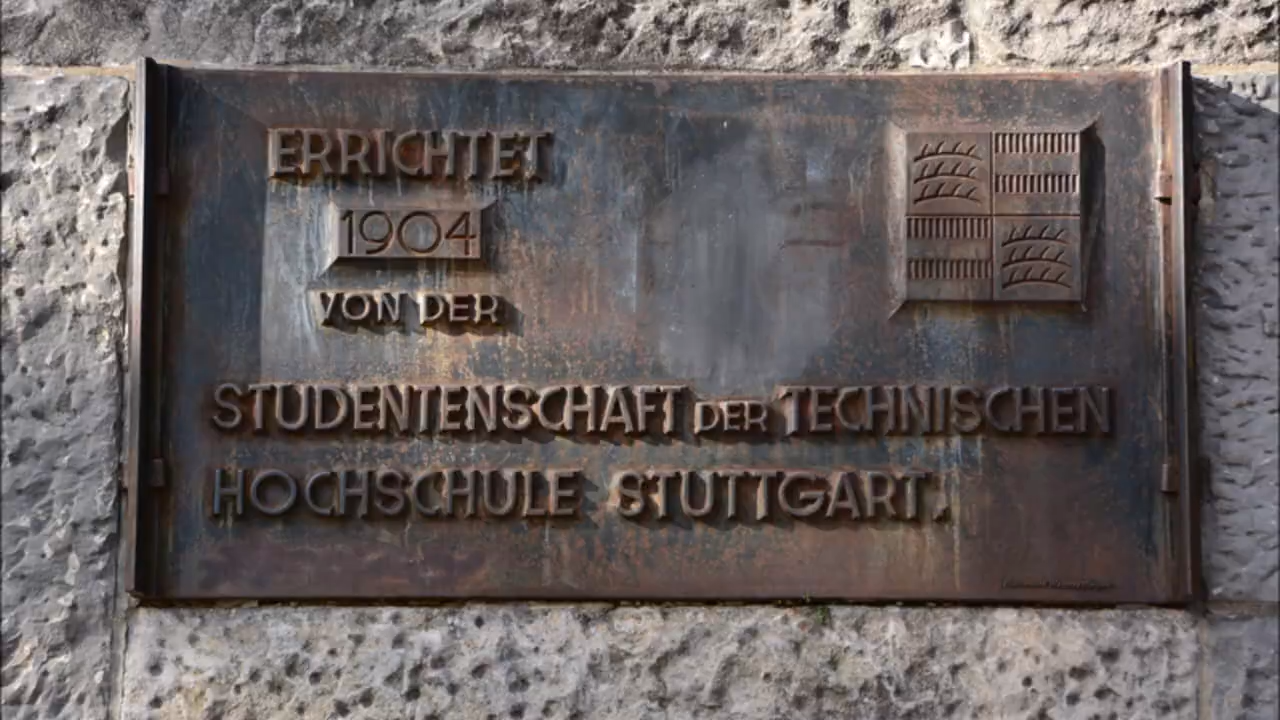 ERRICHTET
1904
VON DER
STUDENTENSCHAFT DER TECHNISCHEN
HOCHSCHULE STUTTGART.